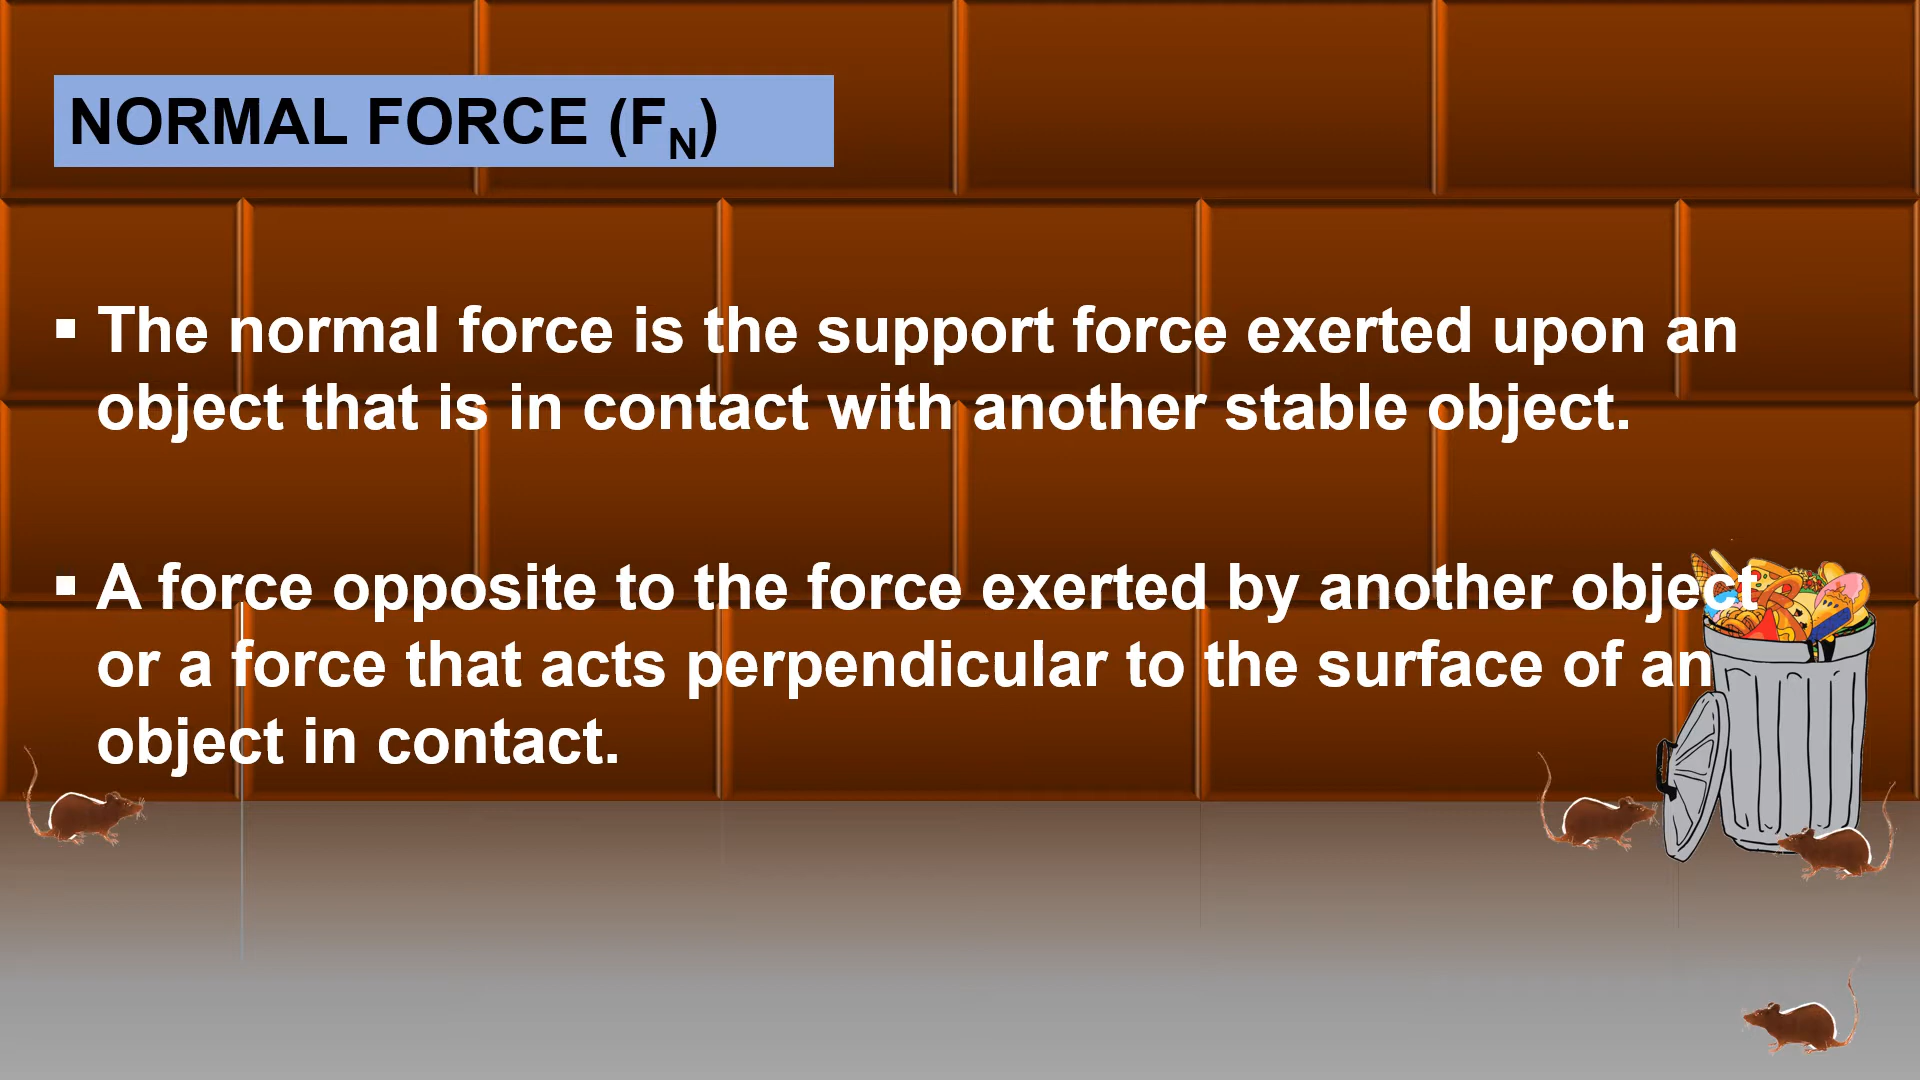 NORMAL FORCE (FN)
▪ The normal force is the support force exerted upon an
object that is in contact with another stable object.
▪ A force opposite to the force exerted by another object
or a force that acts perpendicular to the surface of an
object in contact.